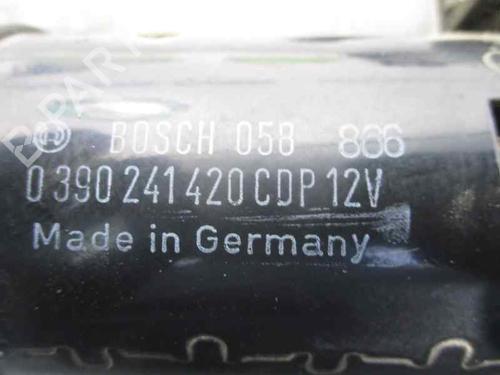 BOSCH 058 866
0 390 241 420 CDP 12V
Made in Germany